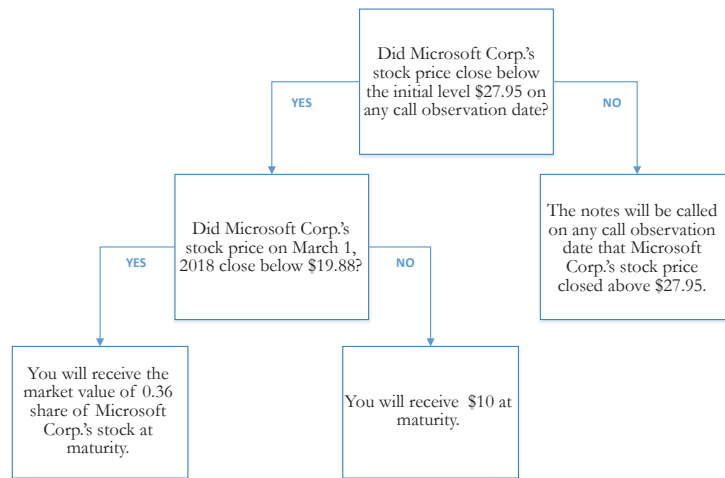 Did Microsoft Corp.'s
stock price close below
the initial level $27.95 on
any call observation date?
YES
NO
Did Microsoft Corp.'s
stock price on March 1,
2018 close below $19.88?
The notes will be called
on any call observation
date that Microsoft
Corp.'s stock price
closed above $27.95.
YES
NO
You will receive the
market value of 0.36
share of Microsoft
Corp.'s stock at
maturity.
You will receive $10 at
maturity.